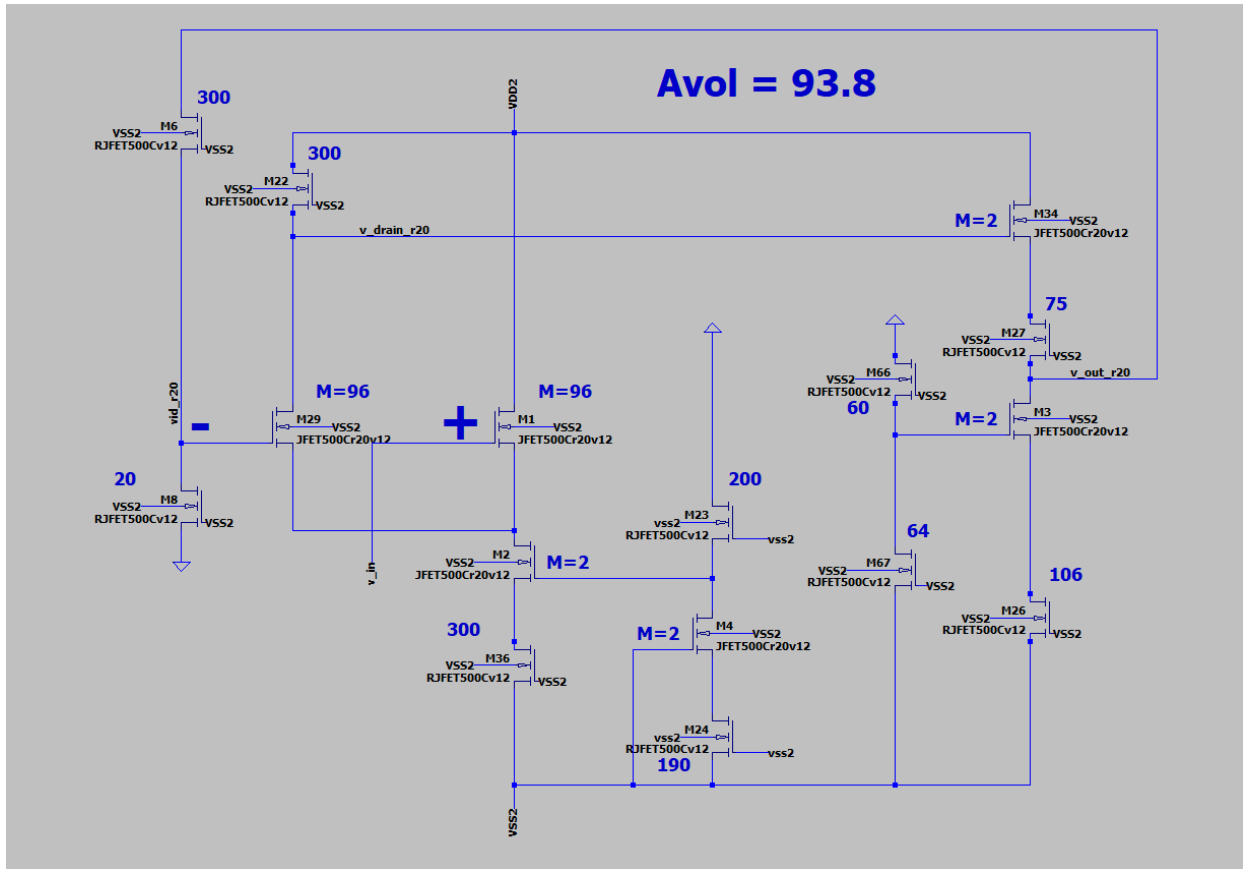 Avol = 93.8
VDD2
300
M6
VSS2
RJFET500Cv12
VSS2
300
M22
VSS2
RJFET500Cv12
VSS2
v_drain_r20
M=2
M34
VSS2
JFET500Cr20v12
75
M27
VSS2
RJFET500Cv12
VSS2
v_out_r20
M66
VSS2
RJFET500Cv12
VSS2
60
M=2
M3
VSS2
JFET500Cr20v12
vid_r20
-
M=96
M29
VSS2
JFET500Cr20v12
+
M=96
M1
VSS2
JFET500Cr20v12
20
M8
VSS2
RJFET500Cv12
VSS2
v_in
M2
VSS2
JFET500Cr20v12
M=2
200
M23
vss2
RJFET500Cv12
vss2
64
M67
VSS2
RJFET500Cv12
VSS2
106
M26
VSS2
RJFET500Cv12
VSS2
300
M36
VSS2
RJFET500Cv12
VSS2
M=2
M4
VSS2
JFET500Cr20v12
M24
vss2
RJFET500Cv12
vss2
190
VSS2